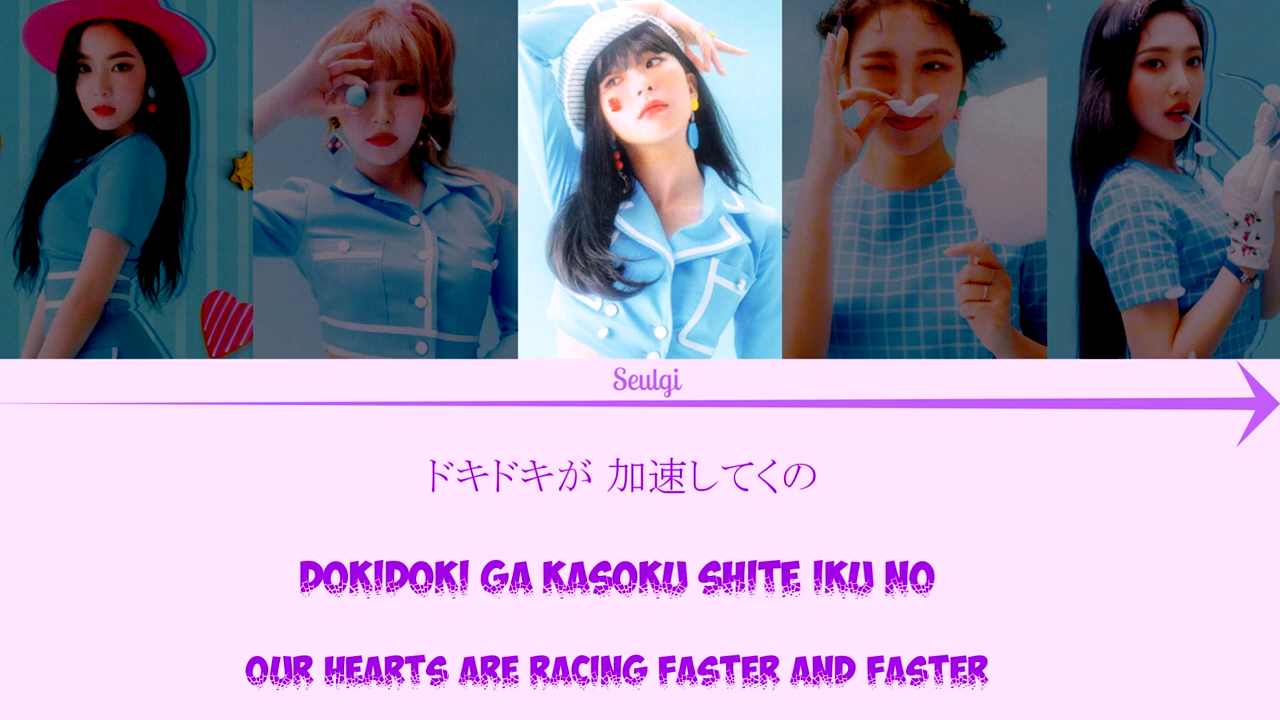 Seulgi
ドキドキが 加速してくの
DOKIDOKI GA KASOKU SHITE IKU NO
OUR HEARTS ARE RACING FASTER AND FASTER